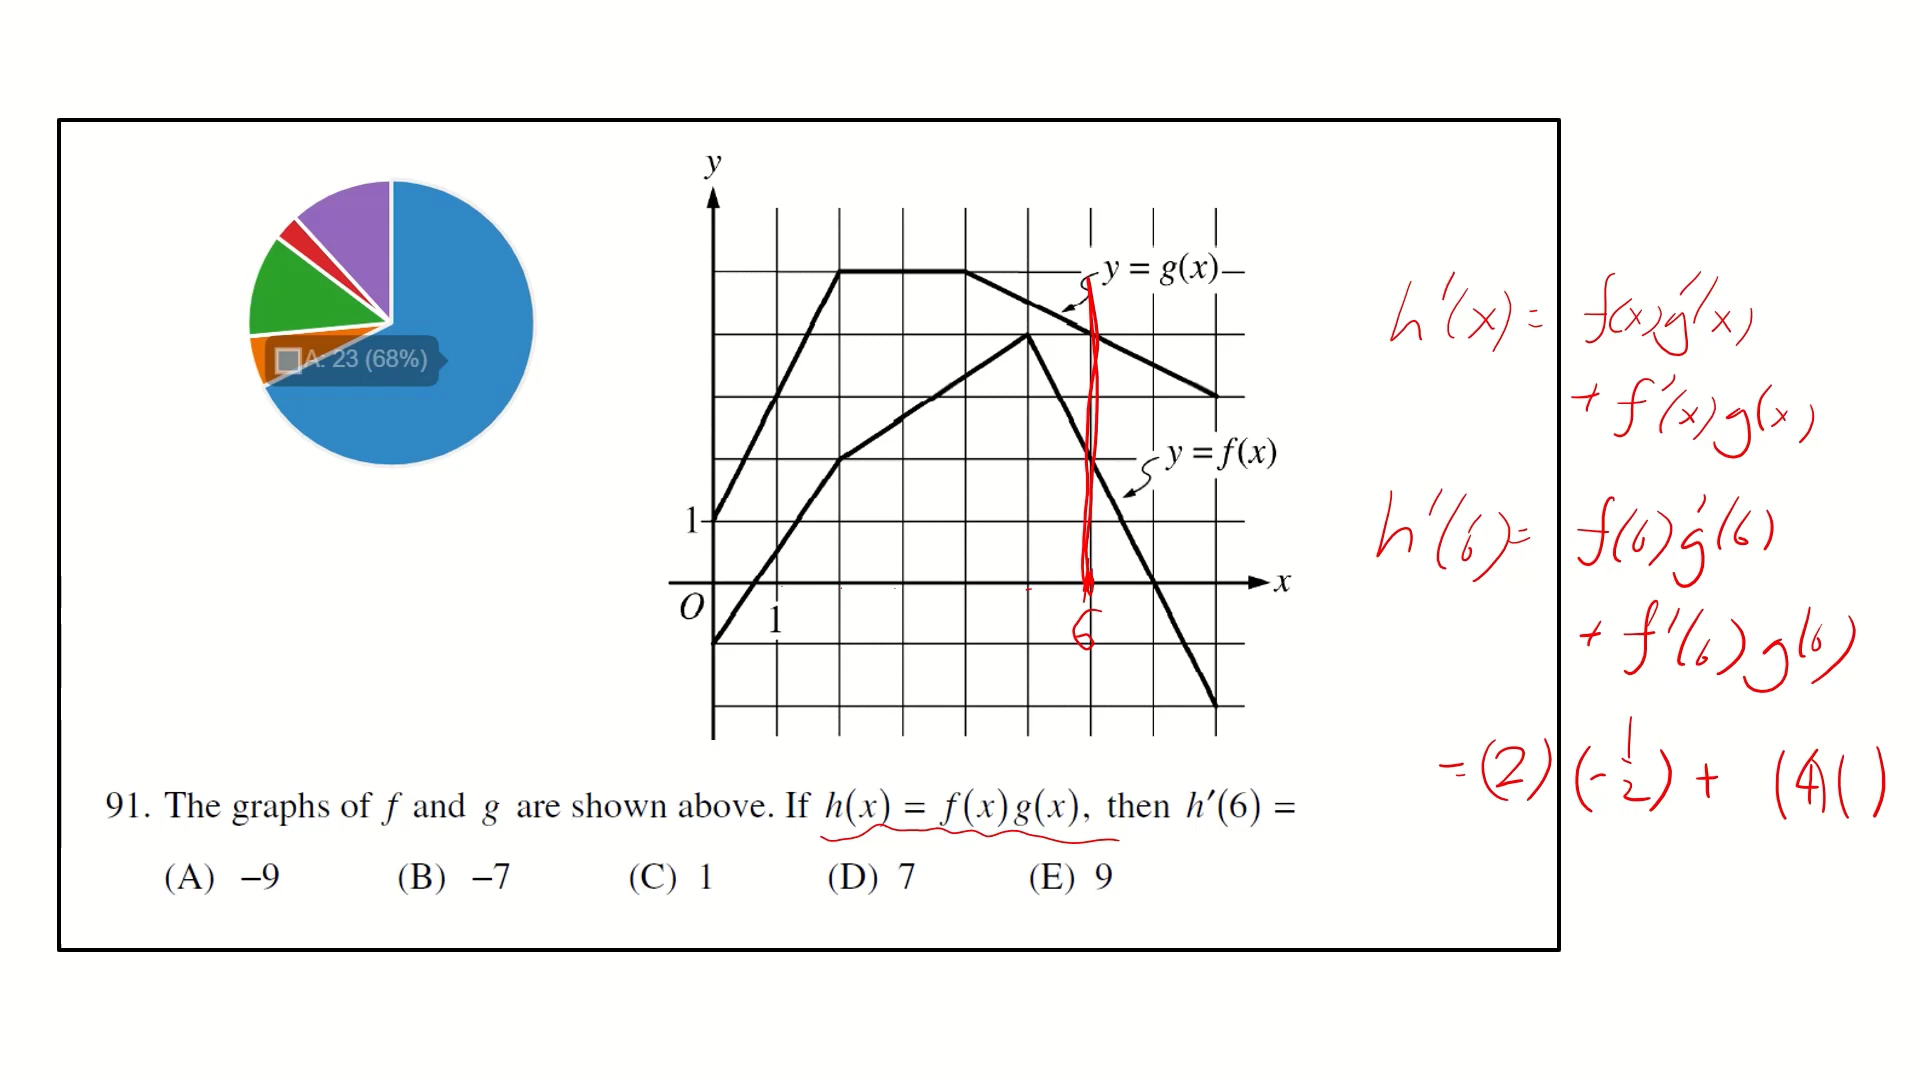 y
A: 23 (68%)
y = g(x)
y = f(x)
1
x
O
1
6
91. The graphs of f and g are shown above. If h(x) = f(x)g(x), then h′(6) =
(A) −9 (B) −7 (C) 1 (D) 7 (E) 9
h'(x) = f(x)g'(x)
+ f'(x)g(x)
h'(6) = f(6)g'(6)
+ f'(6)g(6)
= (2)(-1/2) + (4)( )